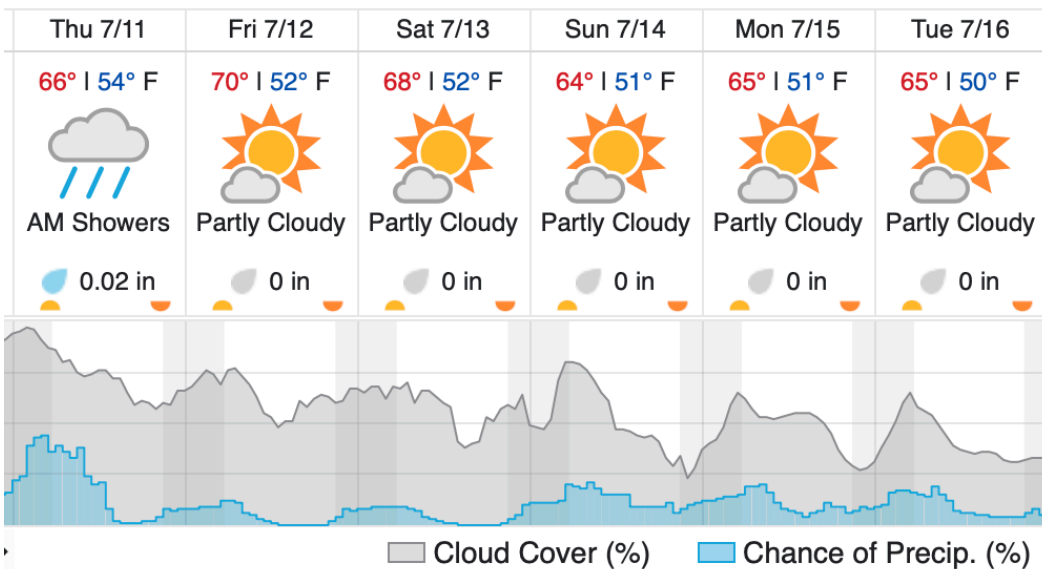 Thu 7/11 Fri 7/12 Sat 7/13 Sun 7/14 Mon 7/15 Tue 7/16
66° | 54° F 70° | 52° F 68° | 52° F 64° | 51° F 65° | 51° F 65° | 50° F
AM Showers Partly Cloudy Partly Cloudy Partly Cloudy Partly Cloudy Partly Cloudy
0.02 in 0 in 0 in 0 in 0 in 0 in
Cloud Cover (%) Chance of Precip. (%)